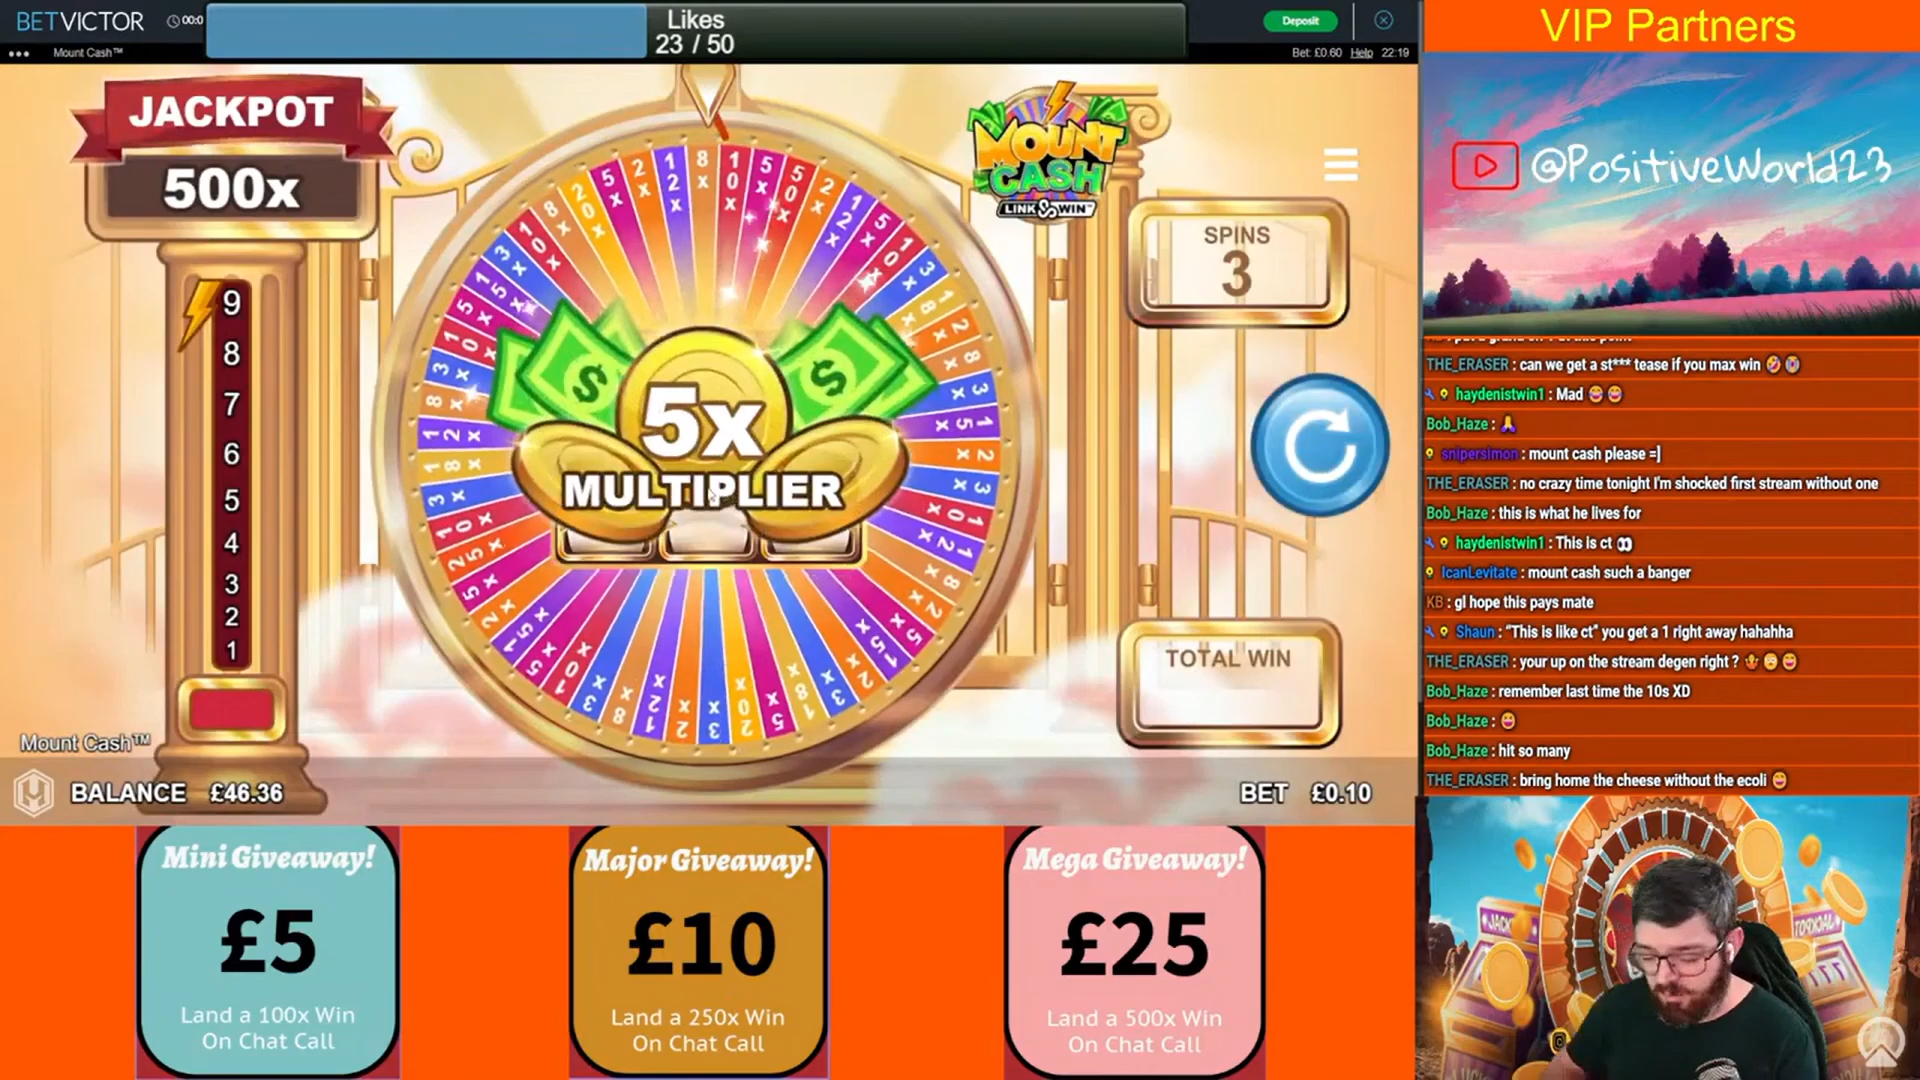 BETVICTOR
00:0
Likes
23 / 50
Deposit
Mount Cash™
Bet: £0.60 Help 22:19
VIP Partners
JACKPOT
500x
MOUNT
CASH
LINK&WIN™
SPINS
3
@PositiveWorld23
9
8
7
6
5
4
3
2
1
5x
MULTIPLIER
TOTAL WIN
Mount Cash™
BALANCE £46.36
BET £0.10
THE_ERASER : can we get a st*** tease if you max win
haydenistwin1 : Mad
Bob_Haze :
snipersimon : mount cash please =]
THE_ERASER : no crazy time tonight I'm shocked first stream without one
Bob_Haze : this is what he lives for
haydenistwin1 : This is ct
IcanLevitate : mount cash such a banger
KB : gl hope this pays mate
Shaun : "This is like ct" you get a 1 right away hahahha
THE_ERASER : your up on the stream degen right ?
Bob_Haze : remember last time the 10s XD
Bob_Haze :
Bob_Haze : hit so many
THE_ERASER : bring home the cheese without the ecoli
Mini Giveaway!
£5
Land a 100x Win
On Chat Call
Major Giveaway!
£10
Land a 250x Win
On Chat Call
Mega Giveaway!
£25
Land a 500x Win
On Chat Call